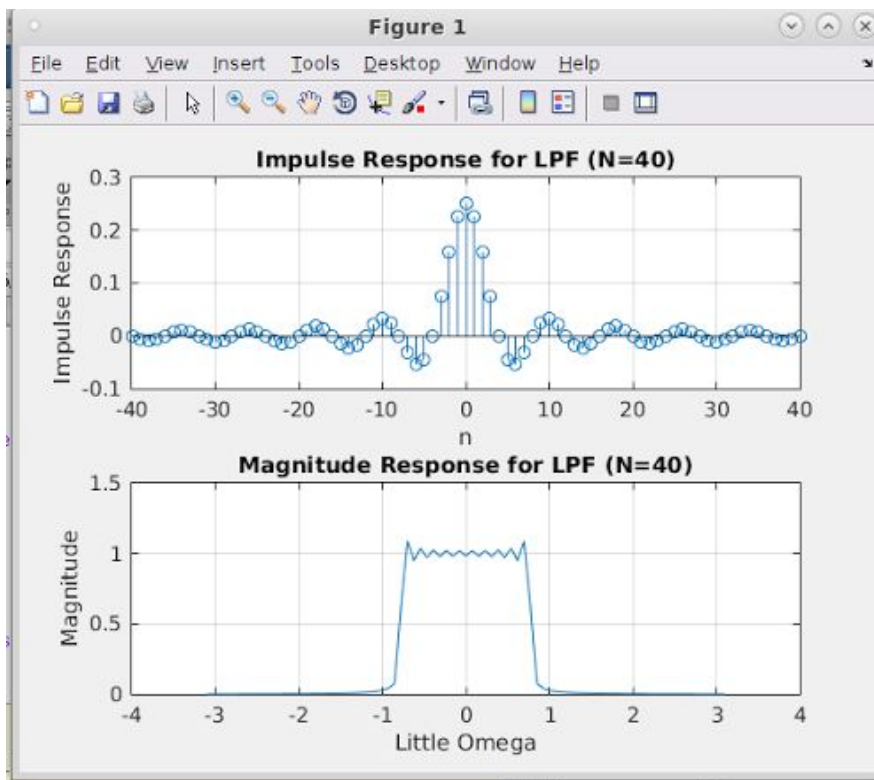 Figure 1
File Edit View Insert Tools Desktop Window Help
Impulse Response for LPF (N=40)
Impulse Response
0.3
0.2
0.1
0
-0.1
-40 -30 -20 -10 0 10 20 30 40
n
Magnitude Response for LPF (N=40)
Magnitude
1.5
1
0.5
0
-4 -3 -2 -1 0 1 2 3 4
Little Omega